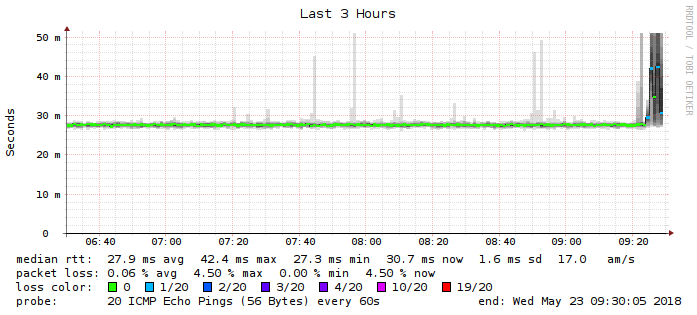 Last 3 Hours
RRDTOOL / TOBI OETIKER
Seconds
50 m
40 m
30 m
20 m
10 m
0
06:40 07:00 07:20 07:40 08:00 08:20 08:40 09:00 09:20
median rtt: 27.9 ms avg 42.4 ms max 27.3 ms min 30.7 ms now 1.6 ms sd 17.0 am/s
packet loss: 0.06 % avg 4.50 % max 0.00 % min 4.50 % now
loss color: 0 1/20 2/20 3/20 4/20 10/20 19/20
probe: 20 ICMP Echo Pings (56 Bytes) every 60s end: Wed May 23 09:30:05 2018